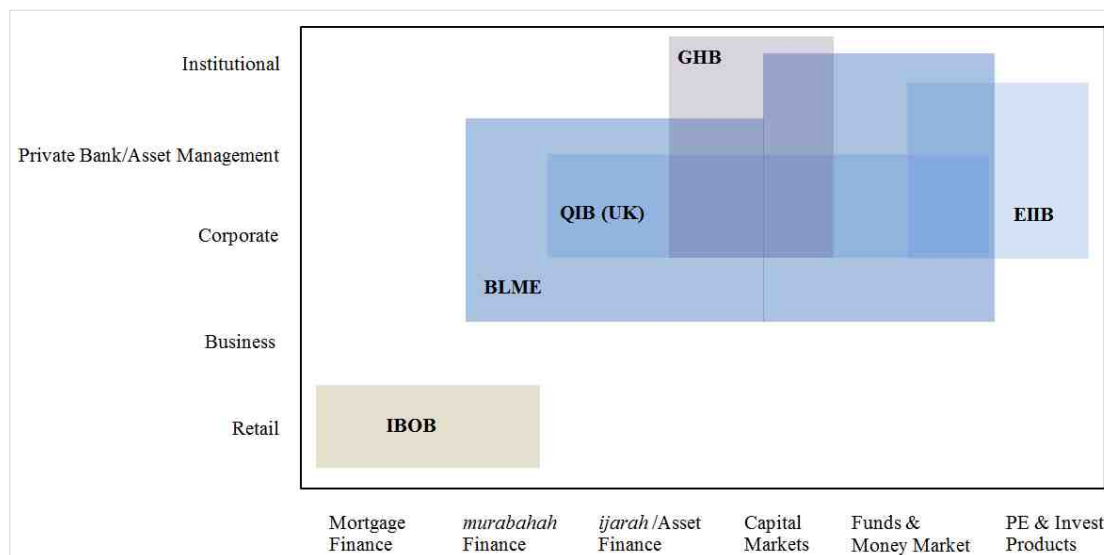 Institutional
GHB
Private Bank/Asset Management
QIB (UK)
EIIB
Corporate
BLME
Business
IBOB
Retail
Mortgage
Finance
murabahah
Finance
ijarah /Asset
Finance
Capital
Markets
Funds &
Money Market
PE & Invest
Products